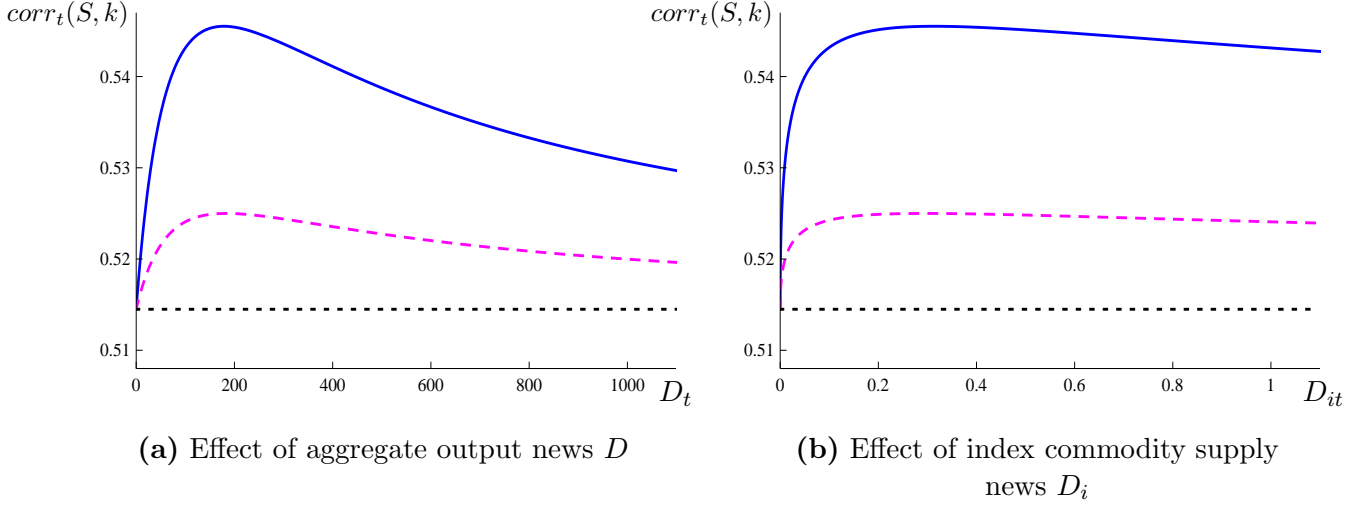 corr_t(S, k)
0.54
0.53
0.52
0.51
0 200 400 600 800 1000
D_t
(a) Effect of aggregate output news D
corr_t(S, k)
0.54
0.53
0.52
0.51
0 0.2 0.4 0.6 0.8 1
D_{it}
(b) Effect of index commodity supply
news D_i